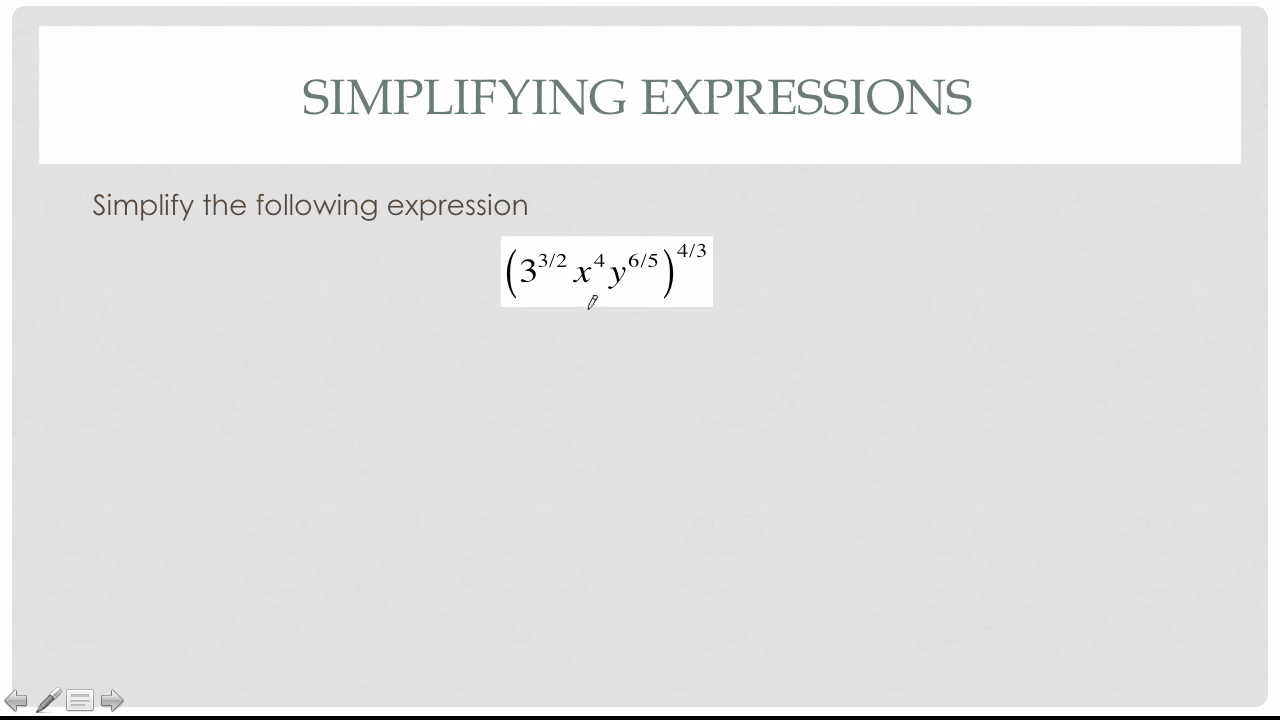 SIMPLIFYING EXPRESSIONS
Simplify the following expression
(3^{3/2} x^4 y^{6/5})^{4/3}